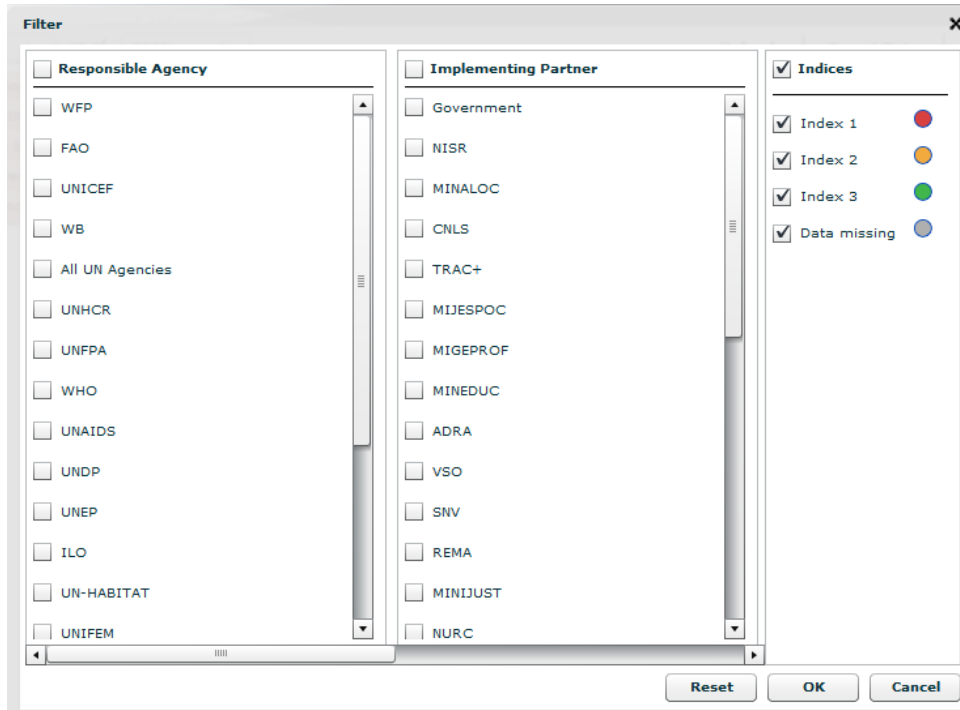 Filter
Responsible Agency
WFP
FAO
UNICEF
WB
All UN Agencies
UNHCR
UNFPA
WHO
UNAIDS
UNDP
UNEP
ILO
UN-HABITAT
UNIFEM
Implementing Partner
Government
NISR
MINALOC
CNLS
TRAC+
MIJESPOC
MIGEPROF
MINEDUC
ADRA
VSO
SNV
REMA
MINIJUST
NURC
Indices
Index 1
Index 2
Index 3
Data missing
Reset
OK
Cancel